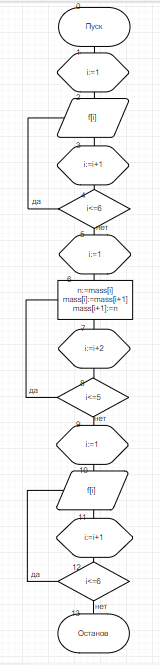 0
Пуск
1
i:=1
2
f[i]
3
i:=i+1
4
i<=6
да
нет
5
i:=1
6
n:=mass[i]
mass[i]:=mass[i+1]
mass[i+1]:=n
7
i:=i+2
8
i<=5
да
нет
9
i:=1
10
f[i]
11
i:=i+1
12
i<=6
да
нет
13
Останов